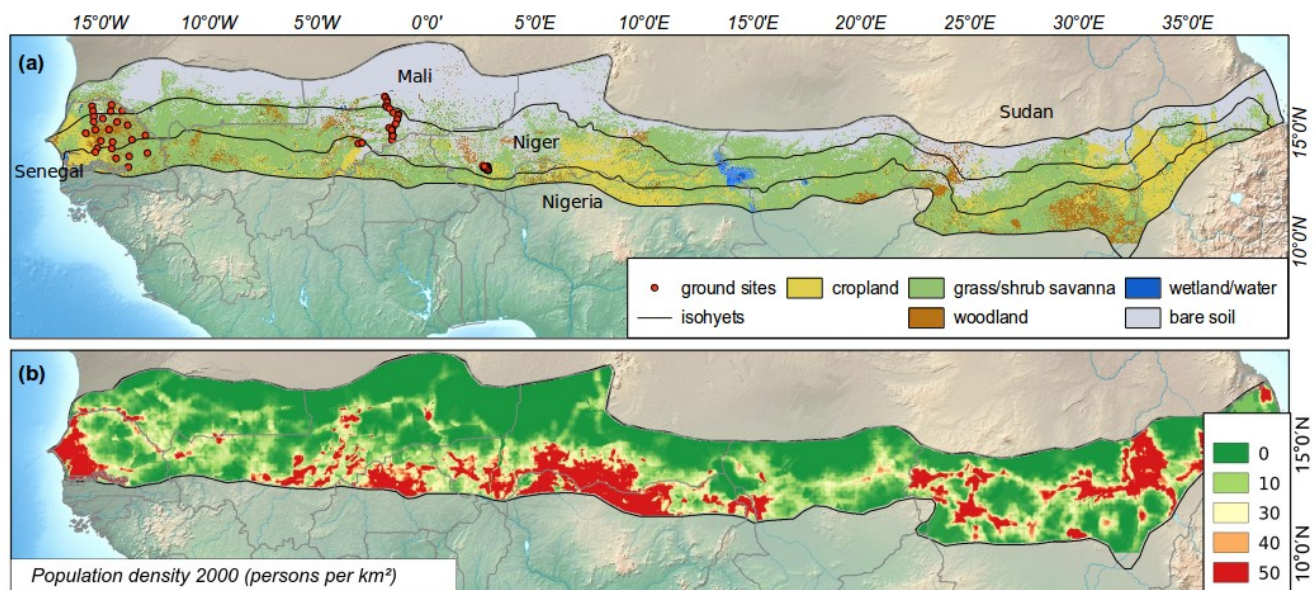 15°0'W 10°0'W 5°0'W 0°0' 5°0'E 10°0'E 15°0'E 20°0'E 25°0'E 30°0'E 35°0'E
(a)
Mali
Sudan
15°0'N
Niger
Senegal
Nigeria
10°0'N
ground sites cropland grass/shrub savanna wetland/water
isohyets woodland bare soil
(b)
15°0'N
0
10
30
40
50
10°0'N
Population density 2000 (persons per km²)